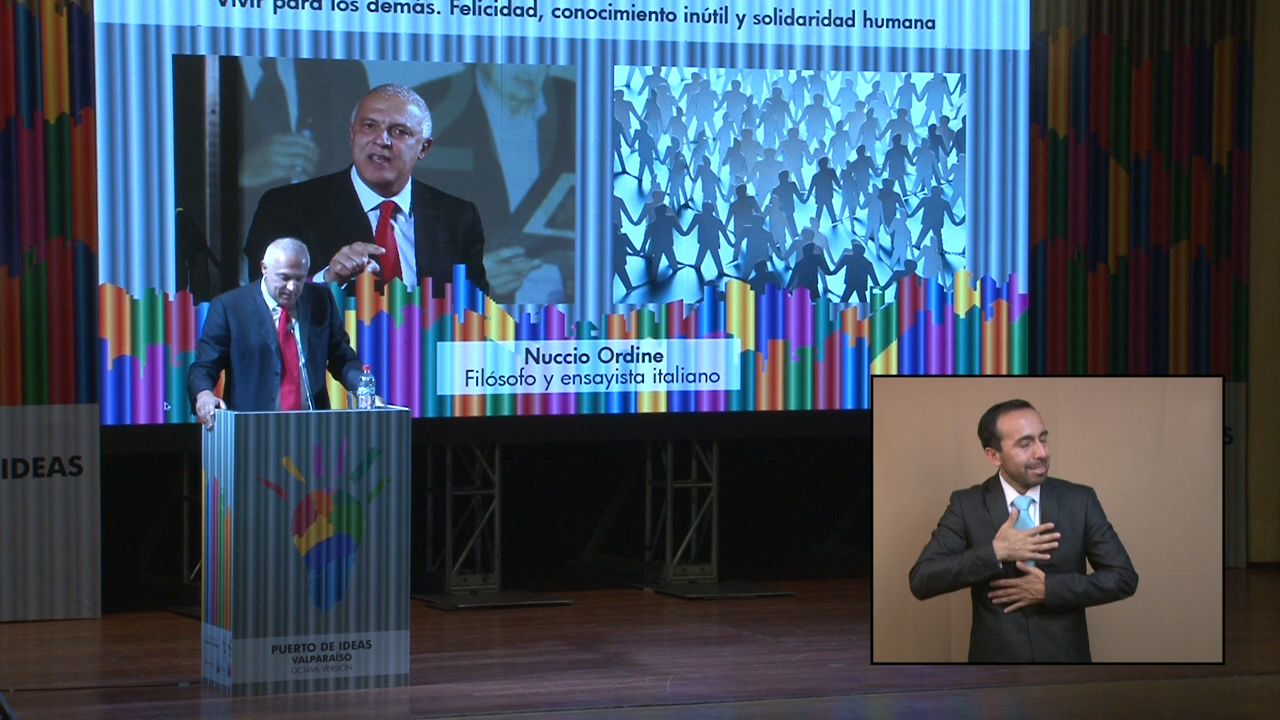 Vivir para los demás. Felicidad, conocimiento inútil y solidaridad humana
Nuccio Ordine
Filósofo y ensayista italiano
IDEAS
PUERTO DE IDEAS
VALPARAÍSO
OCTAVA VERSIÓN